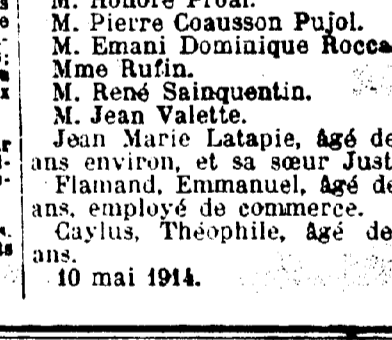 M. Honoré Proal.
M. Pierre Coausson Pujol.
M. Emani Dominique Rocca
Mme Rufin.
M. René Sainquentin.
M. Jean Valette.
Jean Marie Latapie, âgé de
ans environ, et sa sœur Just
Flamand, Emmanuel, âgé de
ans, employé de commerce.
Caylus, Théophile, âgé de
ans.
10 mai 1914.